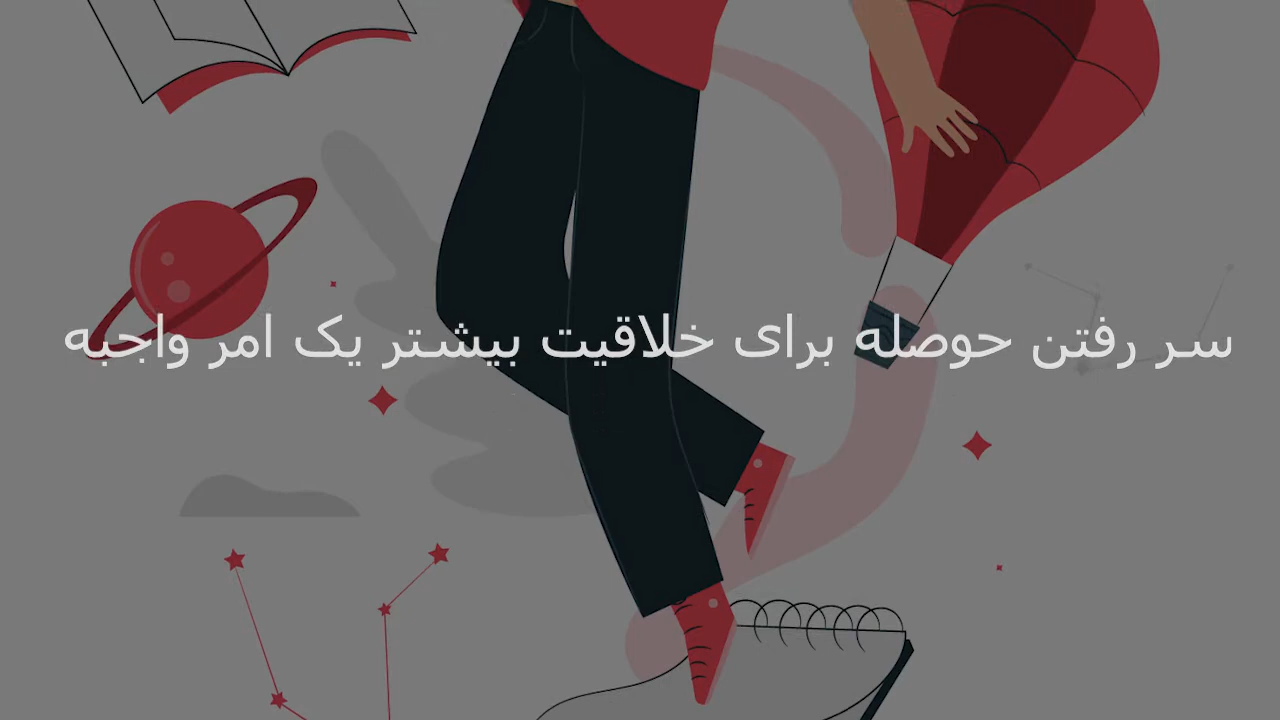 سر رفتن حوصله برای خلاقیت بیشتر یک امر واجبه